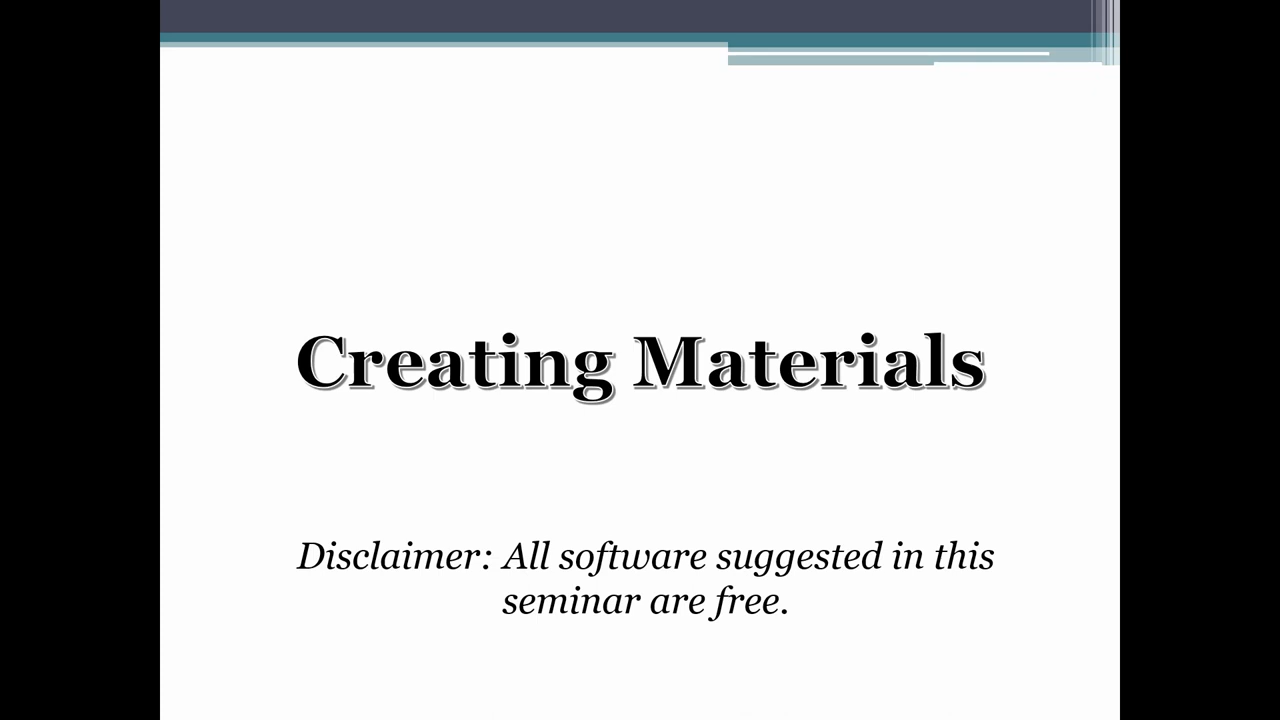 Creating Materials
Disclaimer: All software suggested in this
seminar are free.